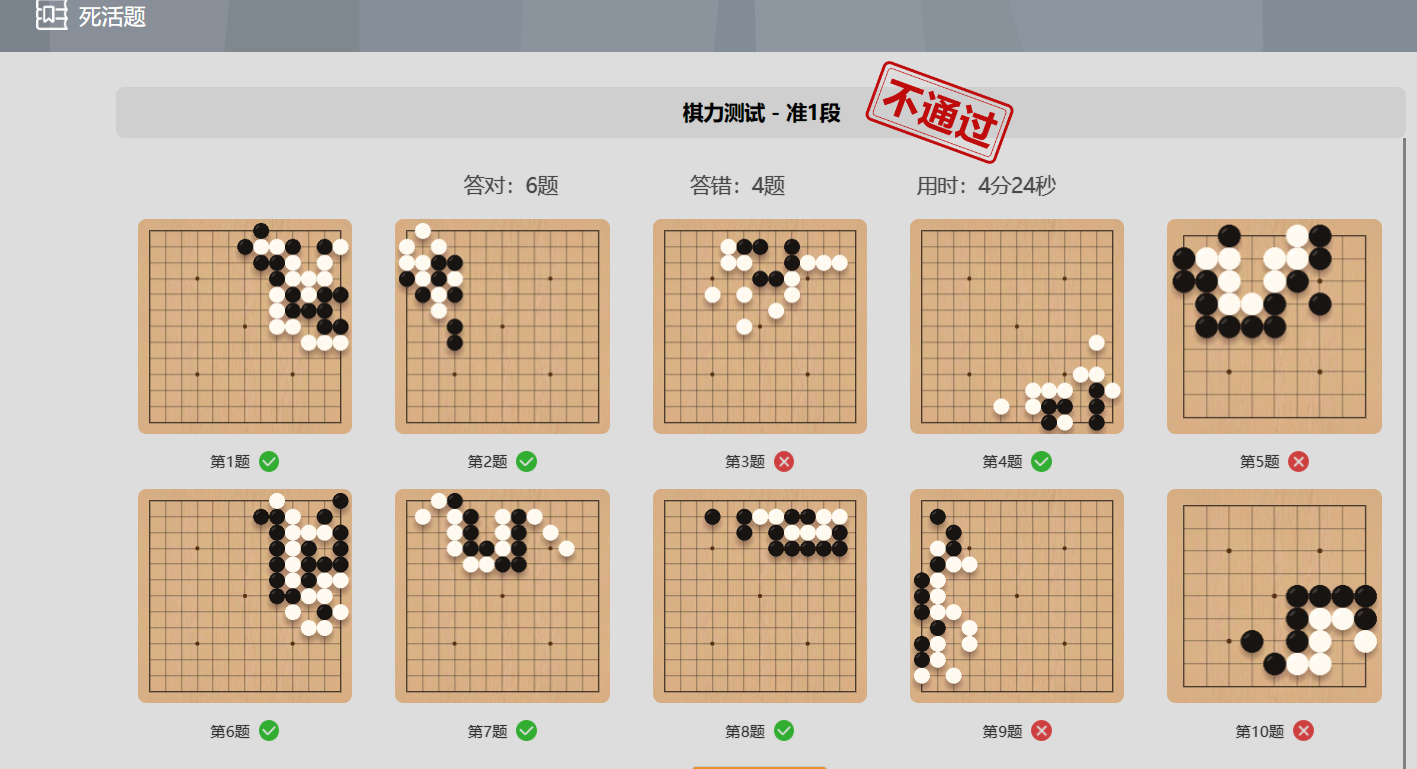 死活题
棋力测试 - 准1段
不通过
答对：6题 答错：4题 用时：4分24秒
第1题 第2题 第3题 第4题 第5题
第6题 第7题 第8题 第9题 第10题